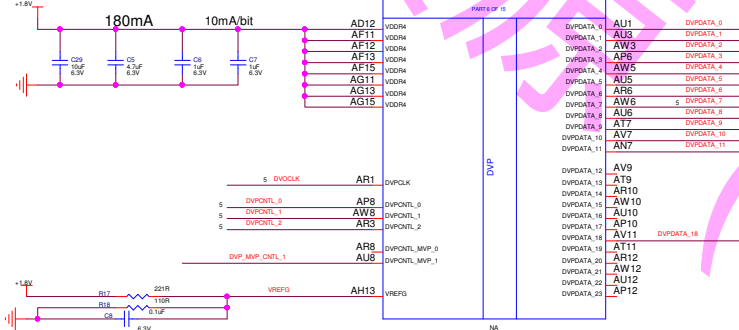 +1.8V
180mA
10mA/bit
PART 6 OF 15
C29
10uF
6.3V
C5
4.7uF
6.3V
C6
1uF
6.3V
C7
1uF
6.3V
AD12 VDDR4
AF11 VDDR4
AF12 VDDR4
AF13 VDDR4
AF15 VDDR4
AG11 VDDR4
AG13 VDDR4
AG15 VDDR4
DVPDATA_0 AU1 DVPDATA_0
DVPDATA_1 AU3 DVPDATA_1
DVPDATA_2 AW3 DVPDATA_2
DVPDATA_3 AP6 DVPDATA_3
DVPDATA_4 AW5 DVPDATA_4
DVPDATA_5 AU5 DVPDATA_5
DVPDATA_6 AR6 DVPDATA_6
DVPDATA_7 AW6 5 DVPDATA_7
DVPDATA_8 AU6 DVPDATA_8
DVPDATA_9 AT7 DVPDATA_9
DVPDATA_10 AV7 DVPDATA_10
DVPDATA_11 AN7 DVPDATA_11
DVP
5 DVOCLK AR1 DVPCLK
5 DVPCNTL_0 AP8 DVPCNTL_0
5 DVPCNTL_1 AW8 DVPCNTL_1
5 DVPCNTL_2 AR3 DVPCNTL_2
AR8 DVPCNTL_MVP_0
DVP_MVP_CNTL_1 AU8 DVPCNTL_MVP_1
DVPDATA_12 AV9
DVPDATA_13 AT9
DVPDATA_14 AR10
DVPDATA_15 AW10
DVPDATA_16 AU10
DVPDATA_17 AP10
DVPDATA_18 AV11 DVPDATA_18
DVPDATA_19 AT11
DVPDATA_20 AR12
DVPDATA_21 AW12
DVPDATA_22 AU12
DVPDATA_23 AP12
+1.8V
R17 221R
R18 110R
C8 0.1uF
6.3V
VREFG AH13 VREFG
NA